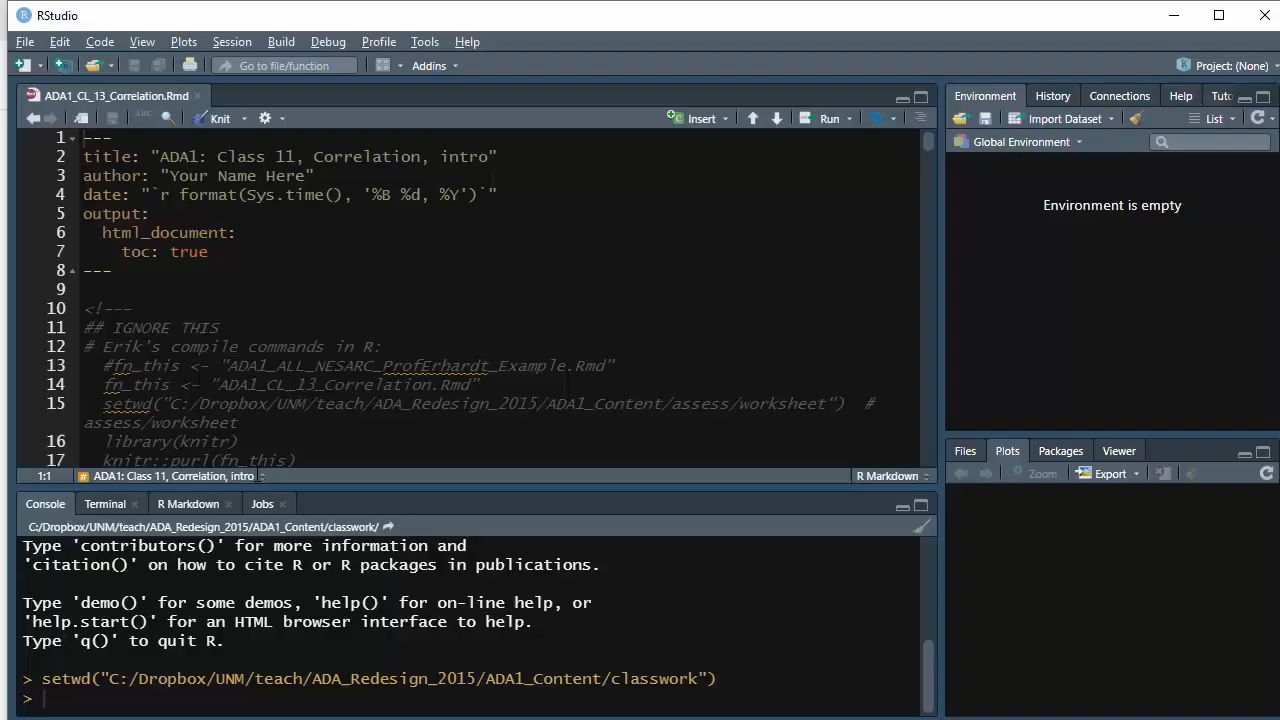 RStudio
File Edit Code View Plots Session Build Debug Profile Tools Help
Go to file/function Addins Project: (None)
ADA1_CL_13_Correlation.Rmd
ABC Knit Insert Run
1 ---
2 title: "ADA1: Class 11, Correlation, intro"
3 author: "Your Name Here"
4 date: "`r format(Sys.time(), '%B %d, %Y')`"
5 output:
6 html_document:
7 toc: true
8 ---
9
10 <!---
11 ## IGNORE THIS
12 # Erik's compile commands in R:
13 #fn_this <- "ADA1_ALL_NESARC_ProfErhardt_Example.Rmd"
14 fn_this <- "ADA1_CL_13_Correlation.Rmd"
15 setwd("C:/Dropbox/UNM/teach/ADA_Redesign_2015/ADA1_Content/assess/worksheet") #
assess/worksheet
16 library(knitr)
17 knitr::purl(fn_this)
1:1 # ADA1: Class 11, Correlation, intro R Markdown
Console Terminal R Markdown Jobs
C:/Dropbox/UNM/teach/ADA_Redesign_2015/ADA1_Content/classwork/
Type 'contributors()' for more information and
'citation()' on how to cite R or R packages in publications.
Type 'demo()' for some demos, 'help()' for on-line help, or
'help.start()' for an HTML browser interface to help.
Type 'q()' to quit R.
> setwd("C:/Dropbox/UNM/teach/ADA_Redesign_2015/ADA1_Content/classwork")
>
Environment History Connections Help Tuto
Import Dataset List
Global Environment
Environment is empty
Files Plots Packages Viewer
Zoom Export